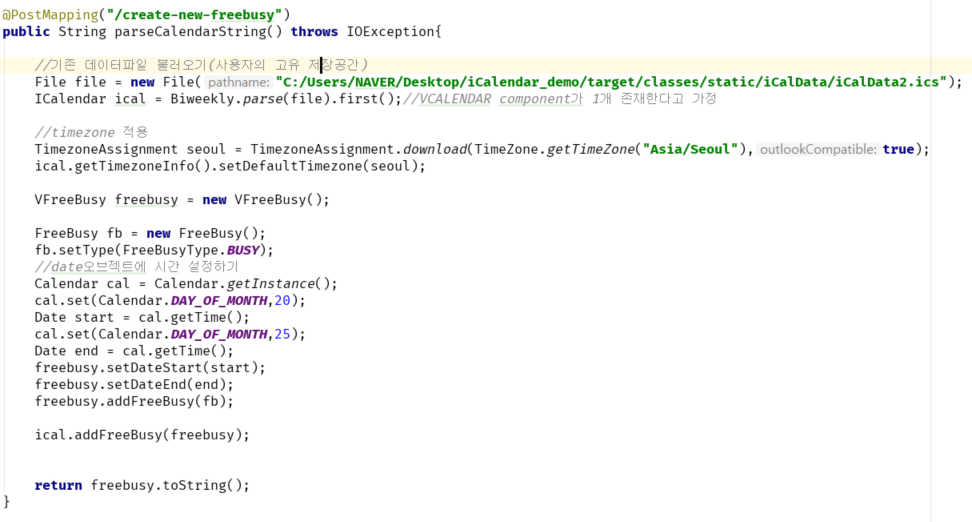 @PostMapping("/create-new-freebusy")
public String parseCalendarString() throws IOException{
//기존 데이터파일 불러오기(사용자의 고유 저장공간)
File file = new File( pathname: "C:/Users/NAVER/Desktop/iCalendar_demo/target/classes/static/iCalData/iCalData2.ics");
ICalendar ical = Biweekly.parse(file).first();//VCALENDAR component가 1개 존재한다고 가정
//timezone 적용
TimezoneAssignment seoul = TimezoneAssignment.download(TimeZone.getTimeZone("Asia/Seoul"), outlookCompatible: true);
ical.getTimezoneInfo().setDefaultTimezone(seoul);
VFreeBusy freebusy = new VFreeBusy();
FreeBusy fb = new FreeBusy();
fb.setType(FreeBusyType.BUSY);
//date오브젝트에 시간 설정하기
Calendar cal = Calendar.getInstance();
cal.set(Calendar.DAY_OF_MONTH,20);
Date start = cal.getTime();
cal.set(Calendar.DAY_OF_MONTH,25);
Date end = cal.getTime();
freebusy.setDateStart(start);
freebusy.setDateEnd(end);
freebusy.addFreeBusy(fb);
ical.addFreeBusy(freebusy);
return freebusy.toString();
}